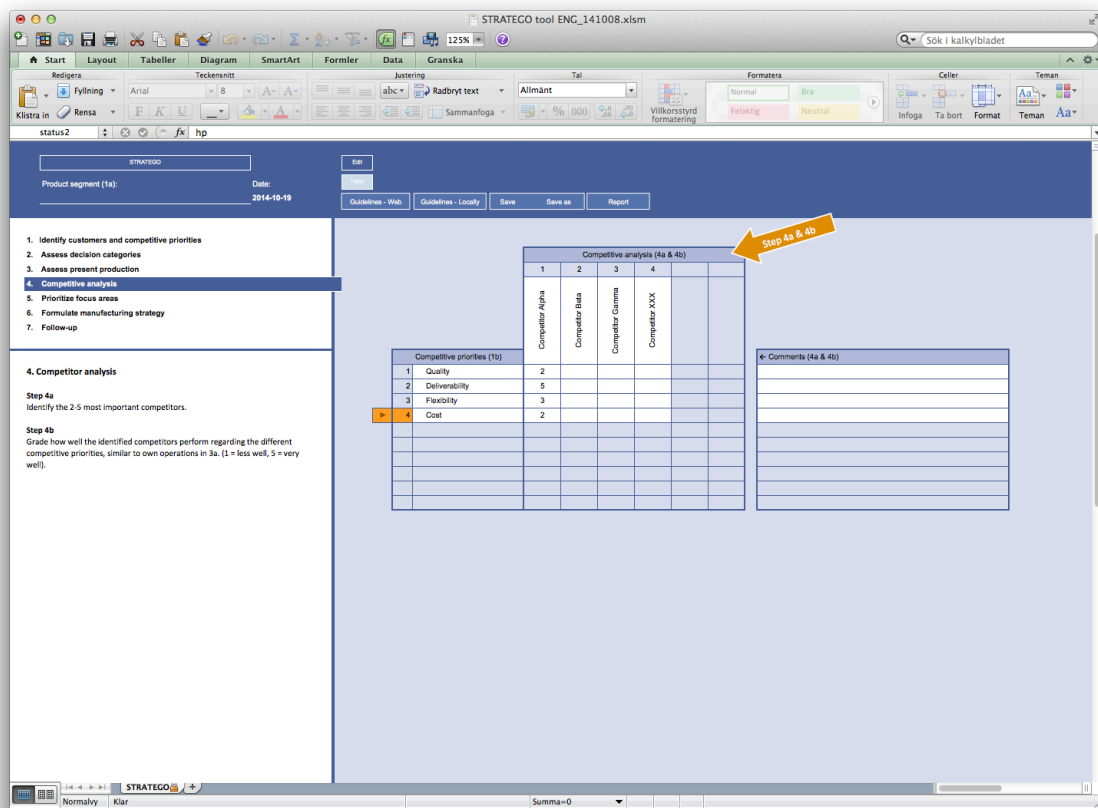 STRATEGO tool ENG_141008.xlsm
125%
Sök i kalkylbladet
Start Layout Tabeller Diagram SmartArt Formler Data Granska
Redigera Teckensnitt Justering Tal Formatera Celler Teman
Klistra in
Fyllning
Rensa
Arial 8 A A
F K U A
abc Radbryt text
Sammanfoga
Allmänt
% 000
Villkorsstyrd
formatering
Normal Bra
Felaktig Neutral
Infoga Ta bort Format
Aa
Teman
Aa
status2 fx hp
STRATEGO
Edit
Product segment (1a): Date:
2014-10-19
Guidelines - Web Guidelines - Locally Save Save as Report
1. Identify customers and competitive priorities
2. Assess decision categories
3. Assess present production
4. Competitive analysis
5. Prioritize focus areas
6. Formulate manufacturing strategy
7. Follow-up
4. Competitor analysis
Step 4a
Identify the 2-5 most important competitors.
Step 4b
Grade how well the identified competitors perform regarding the different
competitive priorities, similar to own operations in 3a. (1 = less well, 5 = very
well).
Step 4a & 4b
Competitive analysis (4a & 4b)
1 2 3 4
Competitor Alpha
Competitor Beta
Competitor Gamma
Competitor XXX
Competitive priorities (1b)
← Comments (4a & 4b)
1 Quality 2
2 Deliverability 5
3 Flexibility 3
4 Cost 2
STRATEGO
Normalvy Klar Summa=0